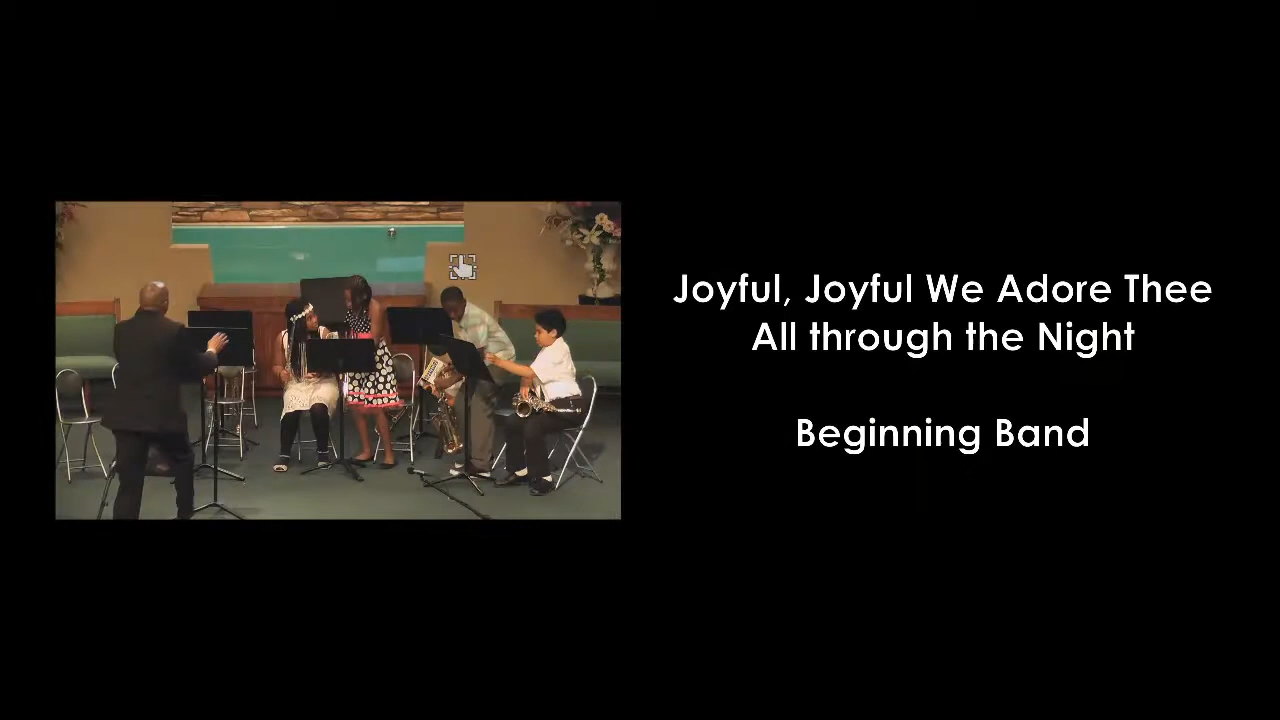 Joyful, Joyful We Adore Thee
All through the Night
Beginning Band